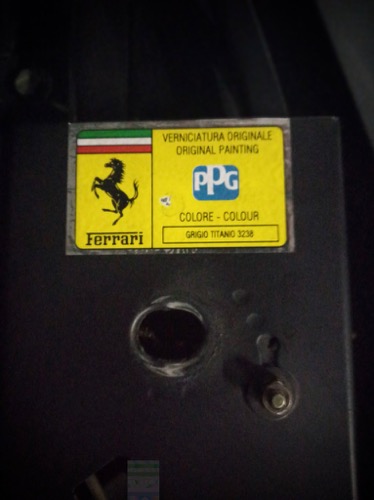 VERNICIATURA ORIGINALE
ORIGINAL PAINTING
PPG
COLORE - COLOUR
GRIGIO TITANIO 3238
Ferrari